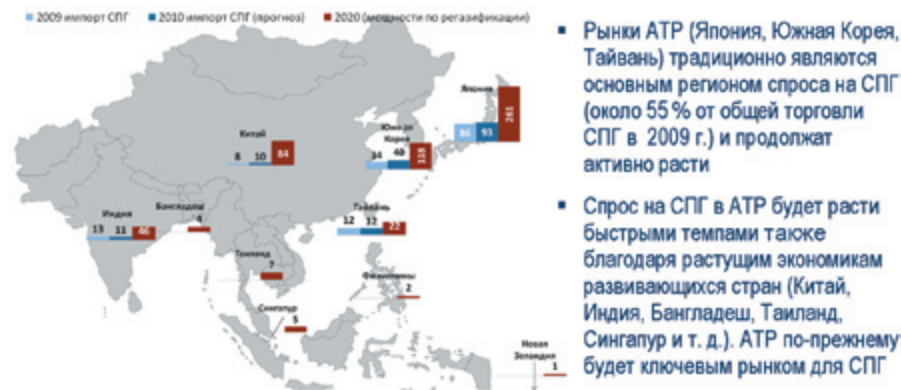 2009 импорт СПГ 2010 импорт СПГ (прогноз) 2020 (мощности по регазификации)
Япония
86 93 261
Южная
Корея
34 40 118
Китай
8 10 84
Тайвань
12 12 22
Бангладеш
4
Индия
13 11 46
Таиланд
7
Филиппины
2
Сингапур
5
Новая
Зеландия
1
▪ Рынки АТР (Япония, Южная Корея,
Тайвань) традиционно являются
основным регионом спроса на СПГ
(около 55 % от общей торговли
СПГ в 2009 г.) и продолжат
активно расти
▪ Спрос на СПГ в АТР будет расти
быстрыми темпами также
благодаря растущим экономикам
развивающихся стран (Китай,
Индия, Бангладеш, Таиланд,
Сингапур и т. д.). АТР по-прежнему
будет ключевым рынком для СПГ